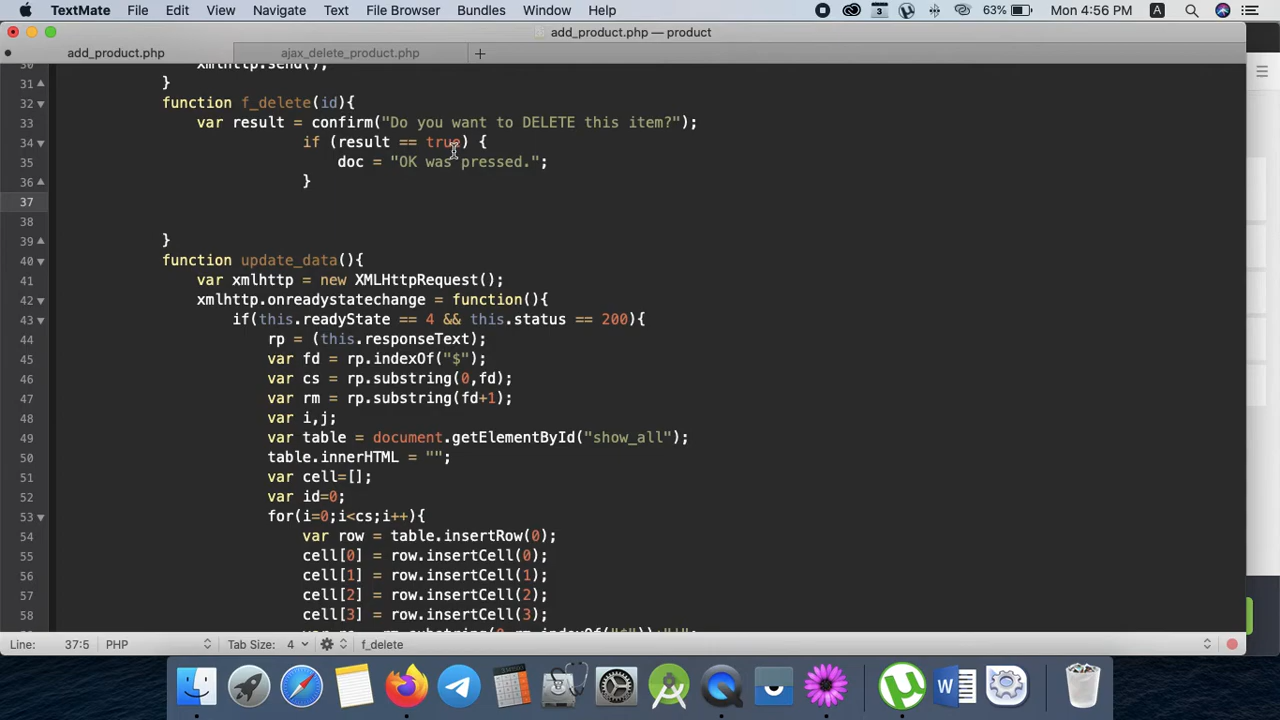 TextMate File Edit View Navigate Text File Browser Bundles Window Help 3 63% Mon 4:56 PM A
add_product.php — product
add_product.php ajax_delete_product.php +
30 xmlhttp.send();
31 }
32 function f_delete(id){
33 var result = confirm("Do you want to DELETE this item?");
34 if (result == true) {
35 doc = "OK was pressed.";
36 }
37
38
39 }
40 function update_data(){
41 var xmlhttp = new XMLHttpRequest();
42 xmlhttp.onreadystatechange = function(){
43 if(this.readyState == 4 && this.status == 200){
44 rp = (this.responseText);
45 var fd = rp.indexOf("$");
46 var cs = rp.substring(0,fd);
47 var rm = rp.substring(fd+1);
48 var i,j;
49 var table = document.getElementById("show_all");
50 table.innerHTML = "";
51 var cell=[];
52 var id=0;
53 for(i=0;i<cs;i++){
54 var row = table.insertRow(0);
55 cell[0] = row.insertCell(0);
56 cell[1] = row.insertCell(1);
57 cell[2] = row.insertCell(2);
58 cell[3] = row.insertCell(3);
Line: 37:5 PHP Tab Size: 4 f_delete
W